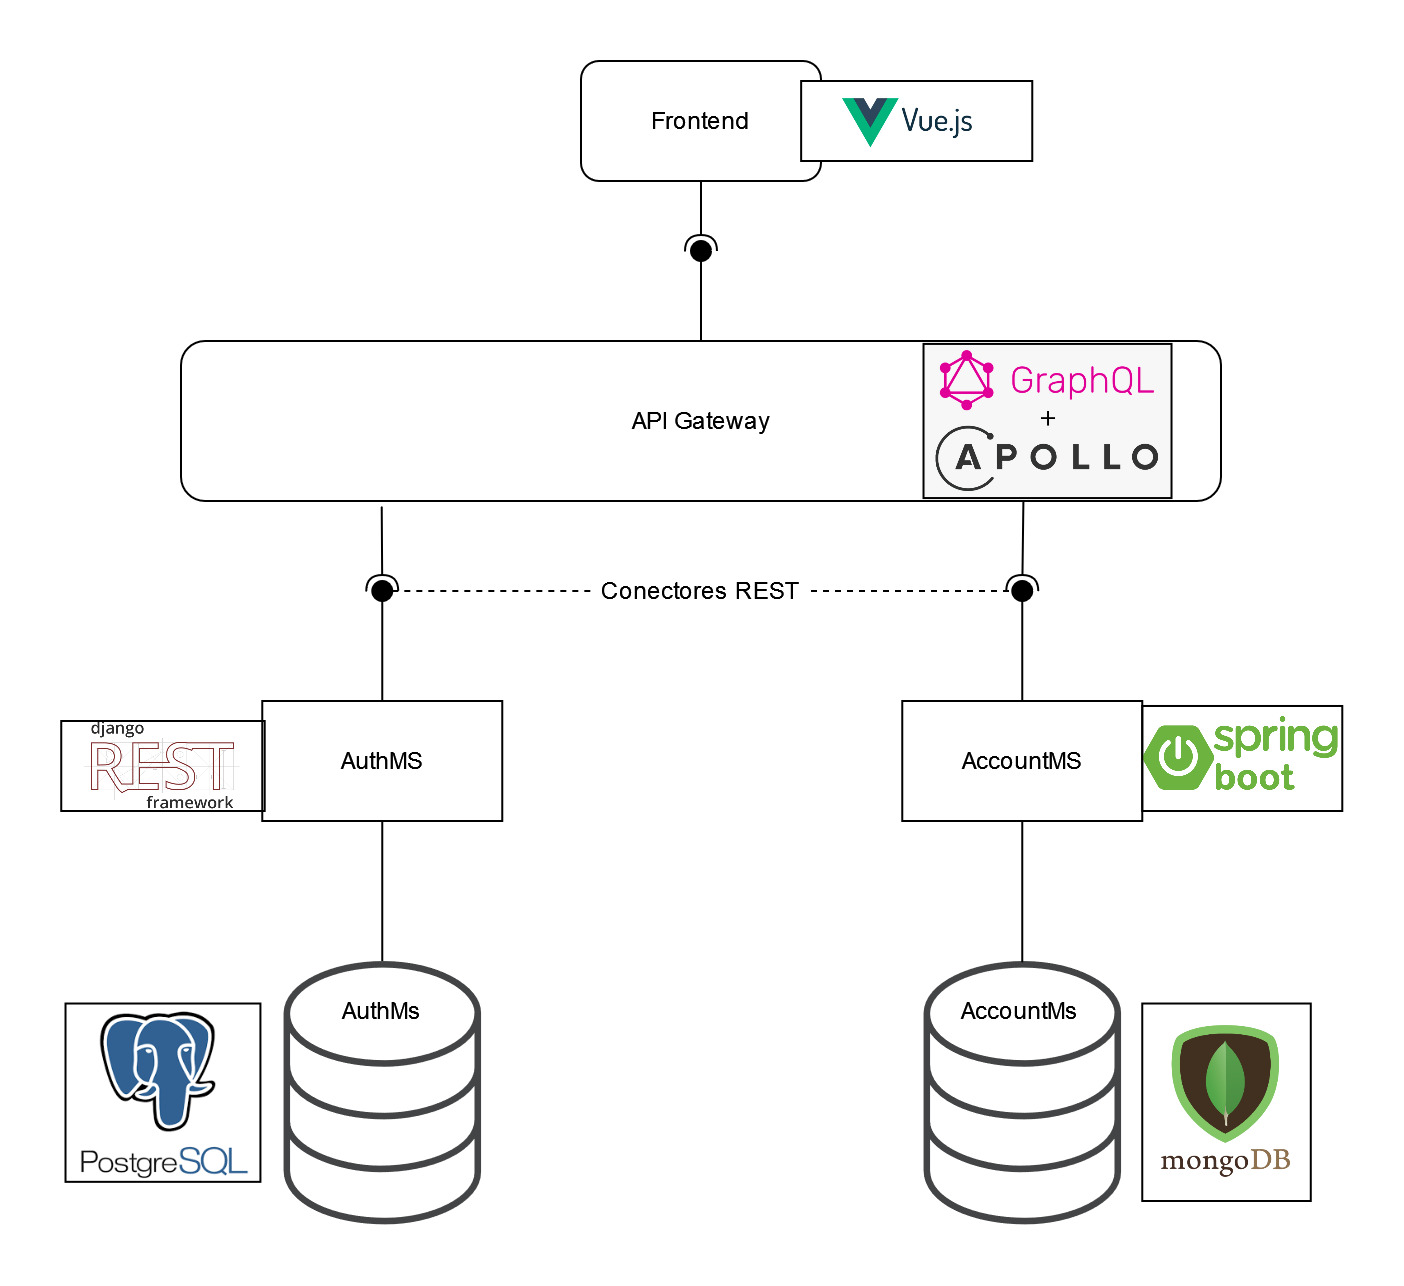 Frontend
Vue.js
API Gateway
GraphQL
+
APOLLO
Conectores REST
django
REST
framework
AuthMS
AccountMS
spring
boot
AuthMs
AccountMs
PostgreSQL
mongoDB